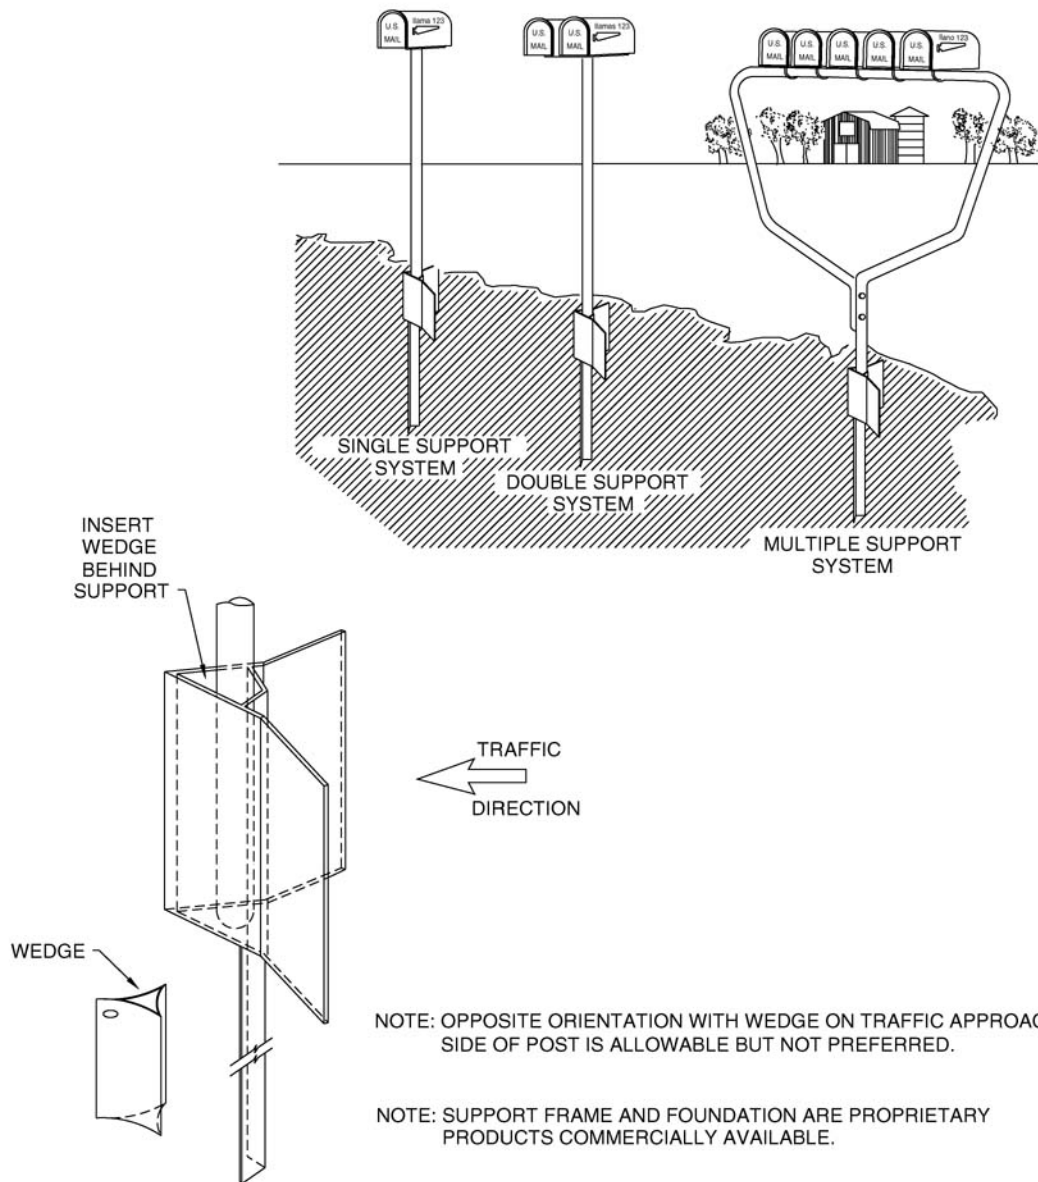 U.S.
MAIL
llama 123
U.S.
MAIL
U.S.
MAIL
llamas 123
U.S.
MAIL
U.S.
MAIL
U.S.
MAIL
U.S.
MAIL
U.S.
MAIL
llano 123
SINGLE SUPPORT
SYSTEM
DOUBLE SUPPORT
SYSTEM
MULTIPLE SUPPORT
SYSTEM
INSERT
WEDGE
BEHIND
SUPPORT
TRAFFIC
DIRECTION
WEDGE
NOTE: OPPOSITE ORIENTATION WITH WEDGE ON TRAFFIC APPROAC
SIDE OF POST IS ALLOWABLE BUT NOT PREFERRED.
NOTE: SUPPORT FRAME AND FOUNDATION ARE PROPRIETARY
PRODUCTS COMMERCIALLY AVAILABLE.